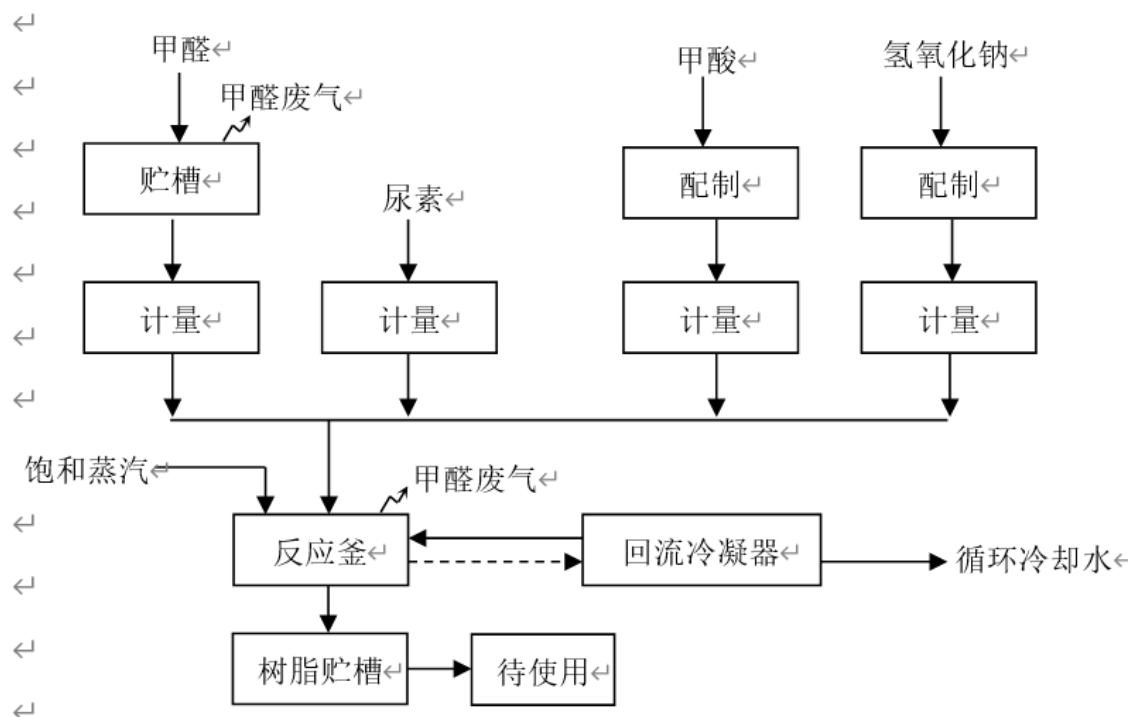 甲醛
甲酸
氢氧化钠
甲醛废气
贮槽
尿素
配制
配制
计量
计量
计量
计量
饱和蒸汽
甲醛废气
反应釜
回流冷凝器
循环冷却水
树脂贮槽
待使用